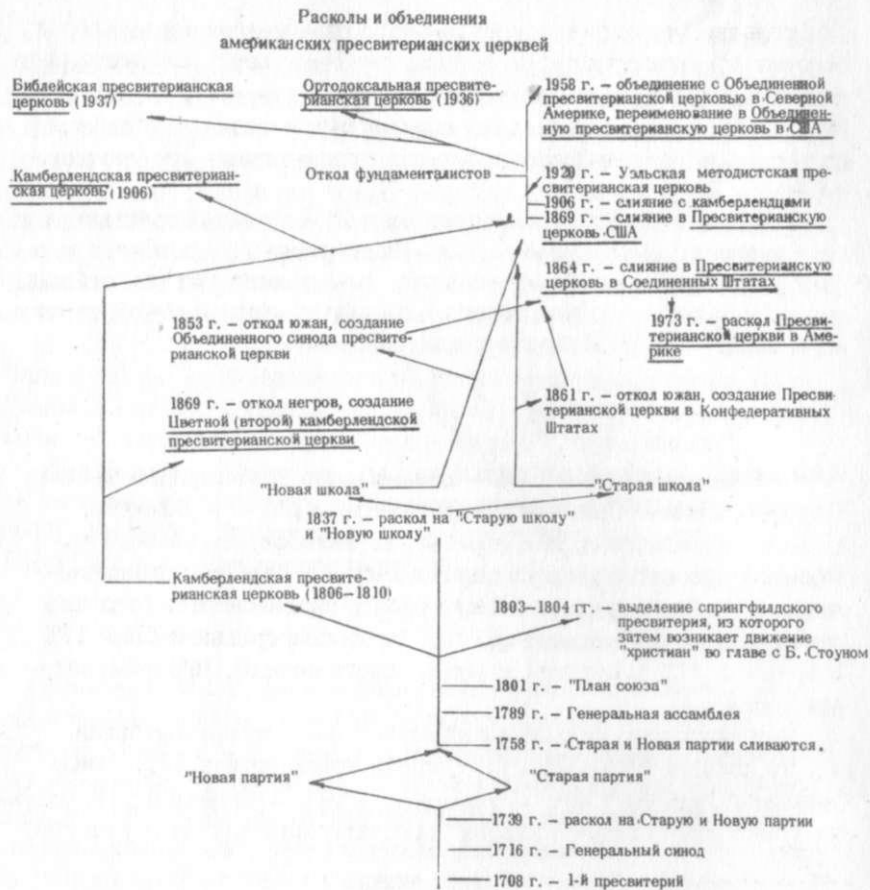 Расколы и объединения
американских пресвитерианских церквей
Библейская пресвитерианская
церковь (1937)
Ортодоксальная пресвите-
рианская церковь (1936)
1958 г. – объединение с Объединенной
пресвитерианской церковью в Северной
Америке, переименование в Объединен-
ную пресвитерианскую церковь в США
Камберлендская пресвитериан-
ская церковь (1906)
Откол фундаменталистов
1920 г. – Уэльская методистская пре-
свитерианская церковь
1906 г. – слияние с камберлендцами
1869 г. – слияние в Пресвитерианскую
церковь США
1864 г. – слияние в Пресвитерианскую
церковь в Соединенных Штатах
1853 г. – откол южан, создание
Объединенного синода пресвите-
рианской церкви
1973 г. – раскол Пресви-
терианской церкви в Аме-
рике
1869 г. – откол негров, создание
Цветной (второй) камберлендской
пресвитерианской церкви
1861 г. – откол южан, создание Пресви-
терианской церкви в Конфедеративных
Штатах
"Новая школа"
"Старая школа"
1837 г. – раскол на "Старую школу"
и "Новую школу"
Камберлендская пресвите-
рианская церковь (1806–1810)
1803–1804 гг. – выделение спрингфилдского
пресвитерия, из которого
затем возникает движение
"христиан" во главе с Б. Стоуном
1801 г. – "План союза"
1789 г. – Генеральная ассамблея
1758 г. – Старая и Новая партии сливаются.
"Новая партия"
"Старая партия"
1739 г. – раскол на Старую и Новую партии
1716 г. – Генеральный синод
1708 г. – 1-й пресвитерий